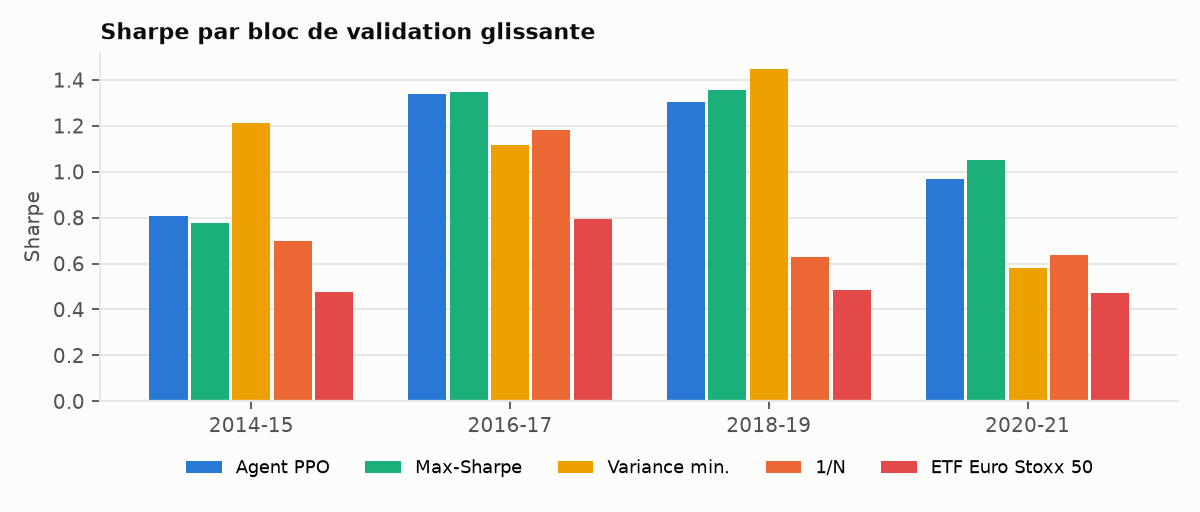 Sharpe par bloc de validation glissante
Sharpe
1.4
1.2
1.0
0.8
0.6
0.4
0.2
0.0
2014-15 2016-17 2018-19 2020-21
Agent PPO Max-Sharpe Variance min. 1/N ETF Euro Stoxx 50